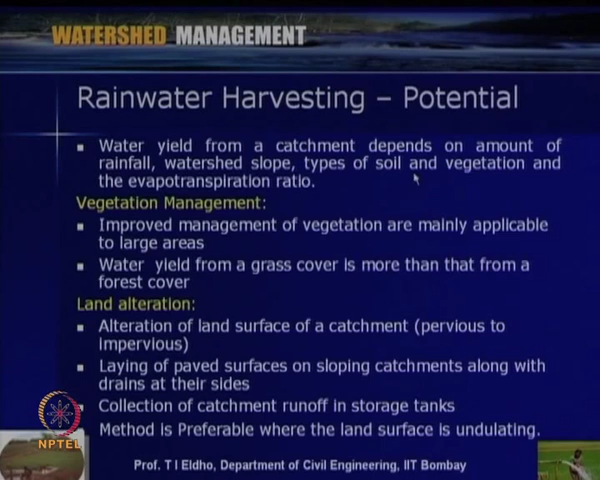 WATERSHED MANAGEMENT
Rainwater Harvesting – Potential
Water yield from a catchment depends on amount of
rainfall, watershed slope, types of soil and vegetation and
the evapotranspiration ratio.
Vegetation Management:
Improved management of vegetation are mainly applicable
to large areas
Water yield from a grass cover is more than that from a
forest cover
Land alteration:
Alteration of land surface of a catchment (pervious to
impervious)
Laying of paved surfaces on sloping catchments along with
drains at their sides
Collection of catchment runoff in storage tanks
Method is Preferable where the land surface is undulating.
NPTEL
Prof. T I Eldho, Department of Civil Engineering, IIT Bombay